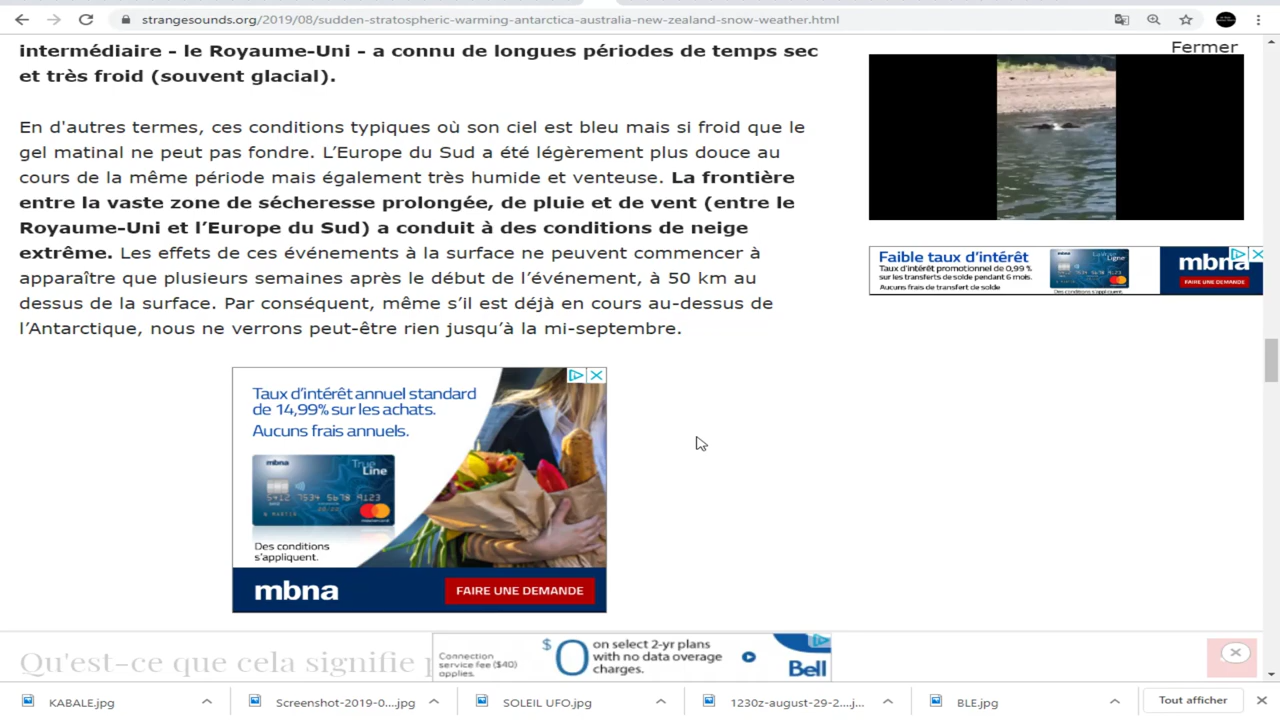 strangesounds.org/2019/08/sudden-stratospheric-warming-antarctica-australia-new-zealand-snow-weather.html
intermédiaire - le Royaume-Uni - a connu de longues périodes de temps sec
et très froid (souvent glacial).
En d'autres termes, ces conditions typiques où son ciel est bleu mais si froid que le
gel matinal ne peut pas fondre. L'Europe du Sud a été légèrement plus douce au
cours de la même période mais également très humide et venteuse. La frontière
entre la vaste zone de sécheresse prolongée, de pluie et de vent (entre le
Royaume-Uni et l'Europe du Sud) a conduit à des conditions de neige
extrême. Les effets de ces événements à la surface ne peuvent commencer à
apparaître que plusieurs semaines après le début de l'événement, à 50 km au
dessus de la surface. Par conséquent, même s'il est déjà en cours au-dessus de
l'Antarctique, nous ne verrons peut-être rien jusqu'à la mi-septembre.
Fermer
Faible taux d'intérêt
Taux d'intérêt promotionnel de 0,99 %
sur les transferts de solde pendant 6 mois.
Aucuns frais de transfert de solde
Des conditions s'appliquent.
mbna
FAIRE UNE DEMANDE
Taux d'intérêt annuel standard
de 14,99% sur les achats.
Aucuns frais annuels.
mbna
True
Line
5412 7534 5678 9123
Des conditions
s'appliquent.
mbna
FAIRE UNE DEMANDE
Qu'est-ce que cela signifie
Connection
service fee ($40)
applies.
$0
on select 2-yr plans
with no data overage
charges.
Bell
KABALE.jpg
Screenshot-2019-0....jpg
SOLEIL UFO.jpg
1230z-august-29-2....j...
BLE.jpg
Tout afficher